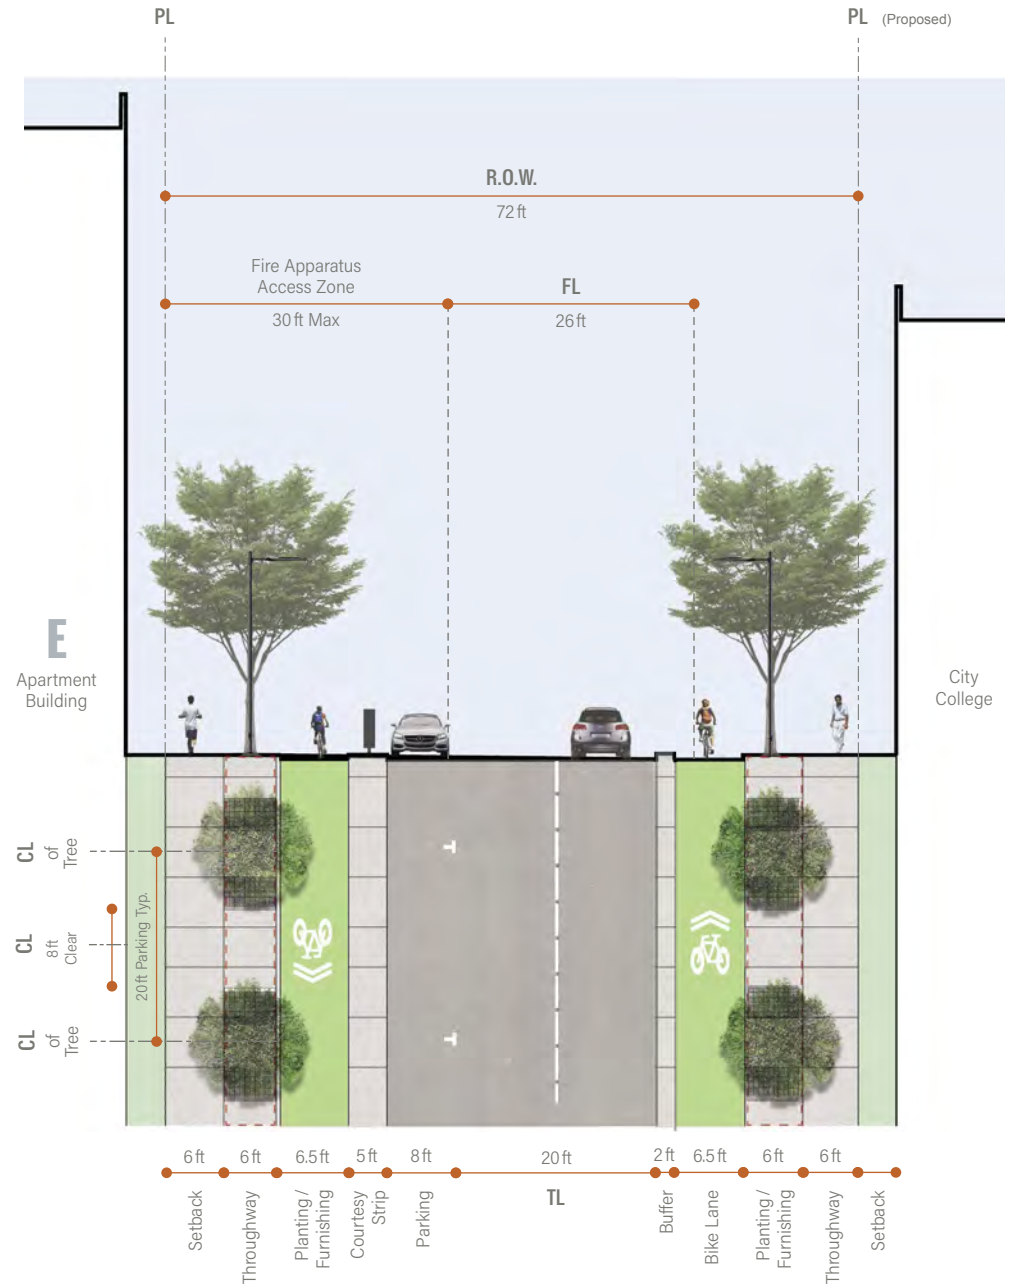 PL
PL (Proposed)
R.O.W.
72 ft
Fire Apparatus
Access Zone
30 ft Max
FL
26 ft
E
Apartment
Building
City
College
CL
of
Tree
CL
8 ft
Clear
CL
of
Tree
20 ft Parking Typ.
6 ft
6 ft
6.5 ft
5 ft
8 ft
20 ft
2 ft
6.5 ft
6 ft
6 ft
Setback
Throughway
Planting /
Furnishing
Courtesy
Strip
Parking
TL
Buffer
Bike Lane
Planting /
Furnishing
Throughway
Setback